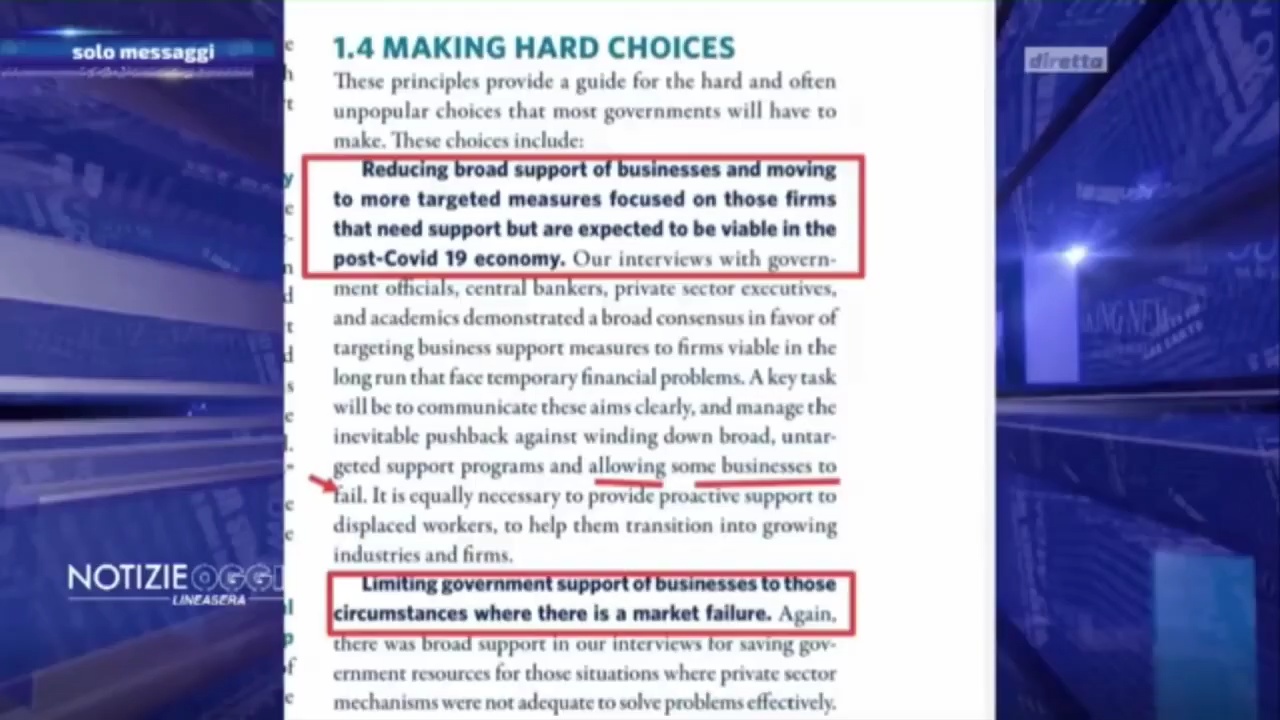 solo messaggi
diretta
1.4 MAKING HARD CHOICES
These principles provide a guide for the hard and often
unpopular choices that most governments will have to
make. These choices include:
Reducing broad support of businesses and moving
to more targeted measures focused on those firms
that need support but are expected to be viable in the
post-Covid 19 economy. Our interviews with govern-
ment officials, central bankers, private sector executives,
and academics demonstrated a broad consensus in favor of
targeting business support measures to firms viable in the
long run that face temporary financial problems. A key task
will be to communicate these aims clearly, and manage the
inevitable pushback against winding down broad, untar-
geted support programs and allowing some businesses to
fail. It is equally necessary to provide proactive support to
displaced workers, to help them transition into growing
industries and firms.
Limiting government support of businesses to those
circumstances where there is a market failure. Again,
there was broad support in our interviews for saving gov-
ernment resources for those situations where private sector
mechanisms were not adequate to solve problems effectively.
NOTIZIE OGGI
LINEASERA